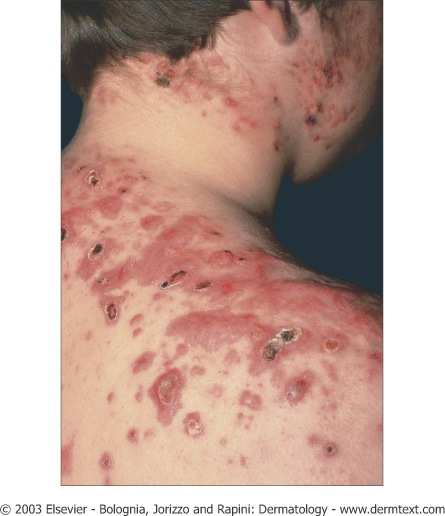 © 2003 Elsevier - Bolognia, Jorizzo and Rapini: Dermatology - www.dermtext.com